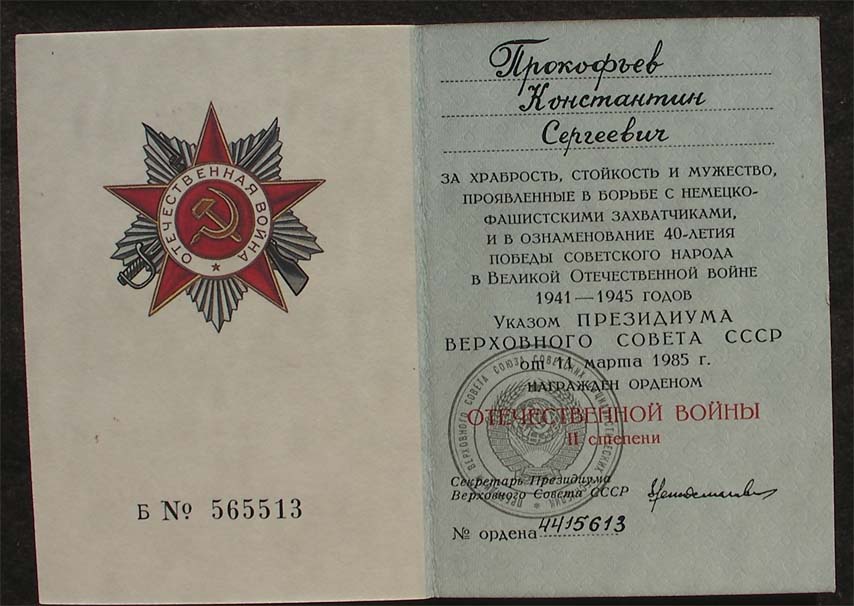 ОТЕЧЕСТВЕННАЯ ВОЙНА
Б № 565513
Прокофьев
Константин
Сергеевич
ЗА ХРАБРОСТЬ, СТОЙКОСТЬ И МУЖЕСТВО,
ПРОЯВЛЕННЫЕ В БОРЬБЕ С НЕМЕЦКО-
ФАШИСТСКИМИ ЗАХВАТЧИКАМИ,
И В ОЗНАМЕНОВАНИЕ 40-ЛЕТИЯ
ПОБЕДЫ СОВЕТСКОГО НАРОДА
В ВЕЛИКОЙ ОТЕЧЕСТВЕННОЙ ВОЙНЕ
1941—1945 ГОДОВ
УКАЗОМ ПРЕЗИДИУМА
ВЕРХОВНОГО СОВЕТА СССР
от 11 марта 1985 г.
НАГРАЖДЕН ОРДЕНОМ
ОТЕЧЕСТВЕННОЙ ВОЙНЫ
II степени
Секретарь Президиума
Верховного Совета СССР
№ ордена 4415613